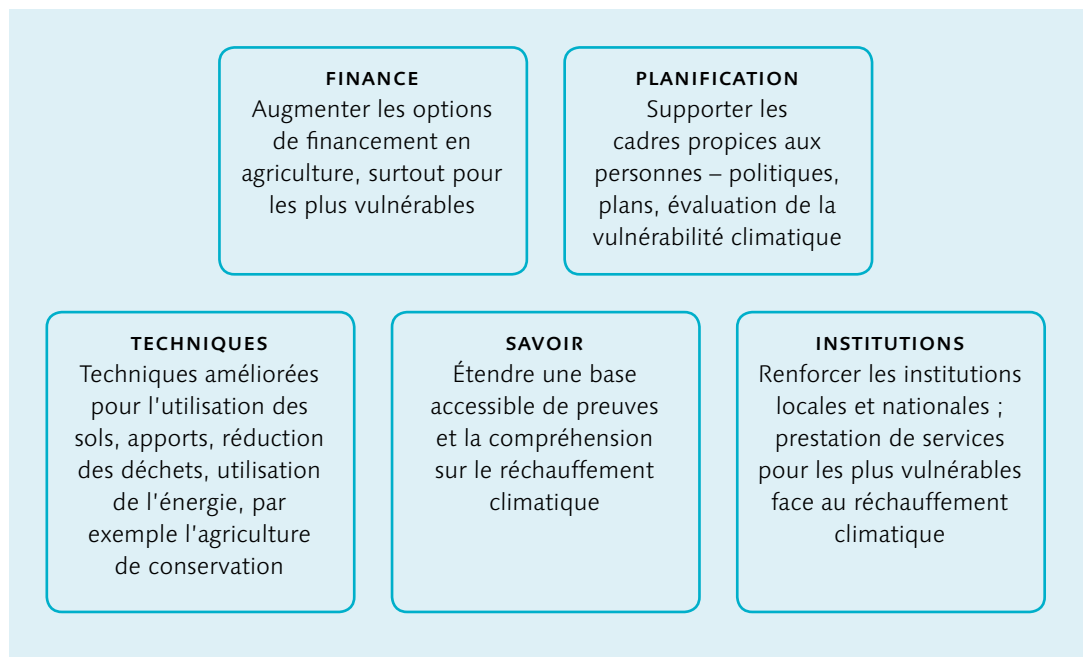 FINANCE
Augmenter les options
de financement en
agriculture, surtout pour
les plus vulnérables
PLANIFICATION
Supporter les
cadres propices aux
personnes – politiques,
plans, évaluation de la
vulnérabilité climatique
TECHNIQUES
Techniques améliorées
pour l'utilisation des
sols, apports, réduction
des déchets, utilisation
de l'énergie, par
exemple l'agriculture
de conservation
SAVOIR
Étendre une base
accessible de preuves
et la compréhension
sur le réchauffement
climatique
INSTITUTIONS
Renforcer les institutions
locales et nationales ;
prestation de services
pour les plus vulnérables
face au réchauffement
climatique